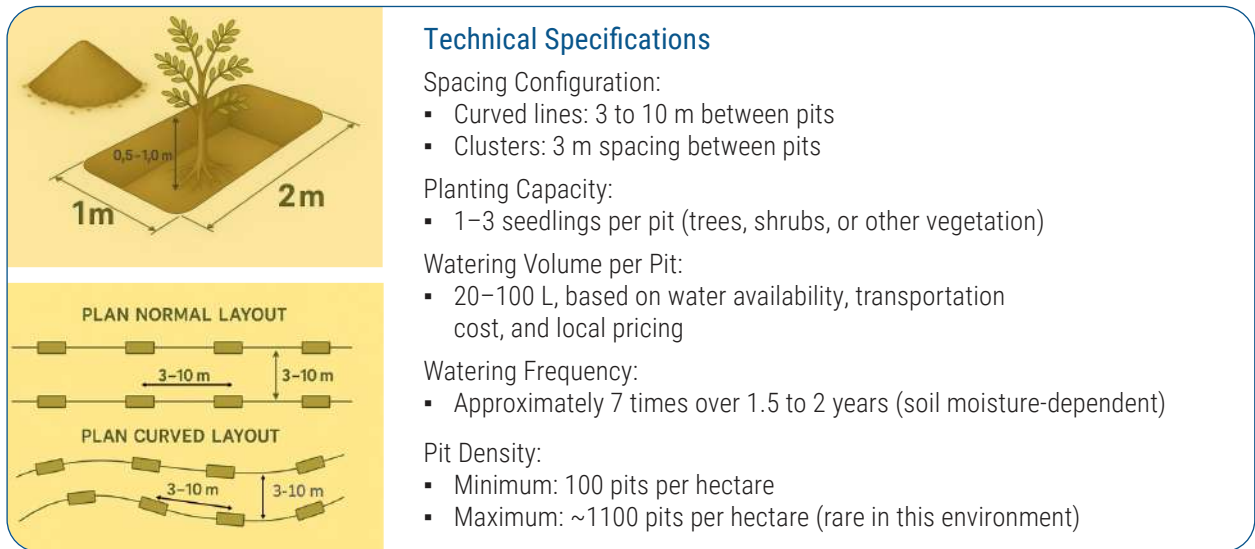 0,5–1,0 m
1m
2m
PLAN NORMAL LAYOUT
3–10 m
3–10 m
PLAN CURVED LAYOUT
3–10 m
3-10 m
Technical Specifications
Spacing Configuration:
▪ Curved lines: 3 to 10 m between pits
▪ Clusters: 3 m spacing between pits
Planting Capacity:
▪ 1–3 seedlings per pit (trees, shrubs, or other vegetation)
Watering Volume per Pit:
▪ 20–100 L, based on water availability, transportation
cost, and local pricing
Watering Frequency:
▪ Approximately 7 times over 1.5 to 2 years (soil moisture-dependent)
Pit Density:
▪ Minimum: 100 pits per hectare
▪ Maximum: ~1100 pits per hectare (rare in this environment)